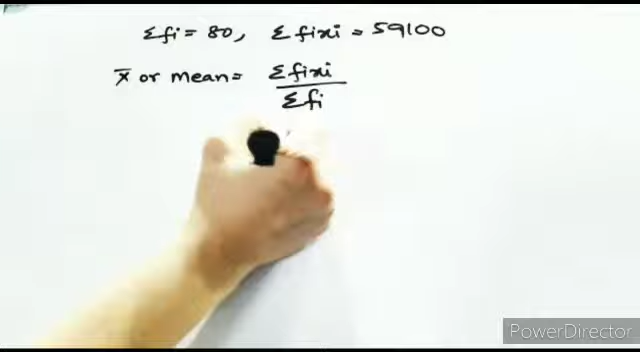 Σfi = 80, Σfixi = 59100
x̄ or mean = Σfixi / Σfi
PowerDirector